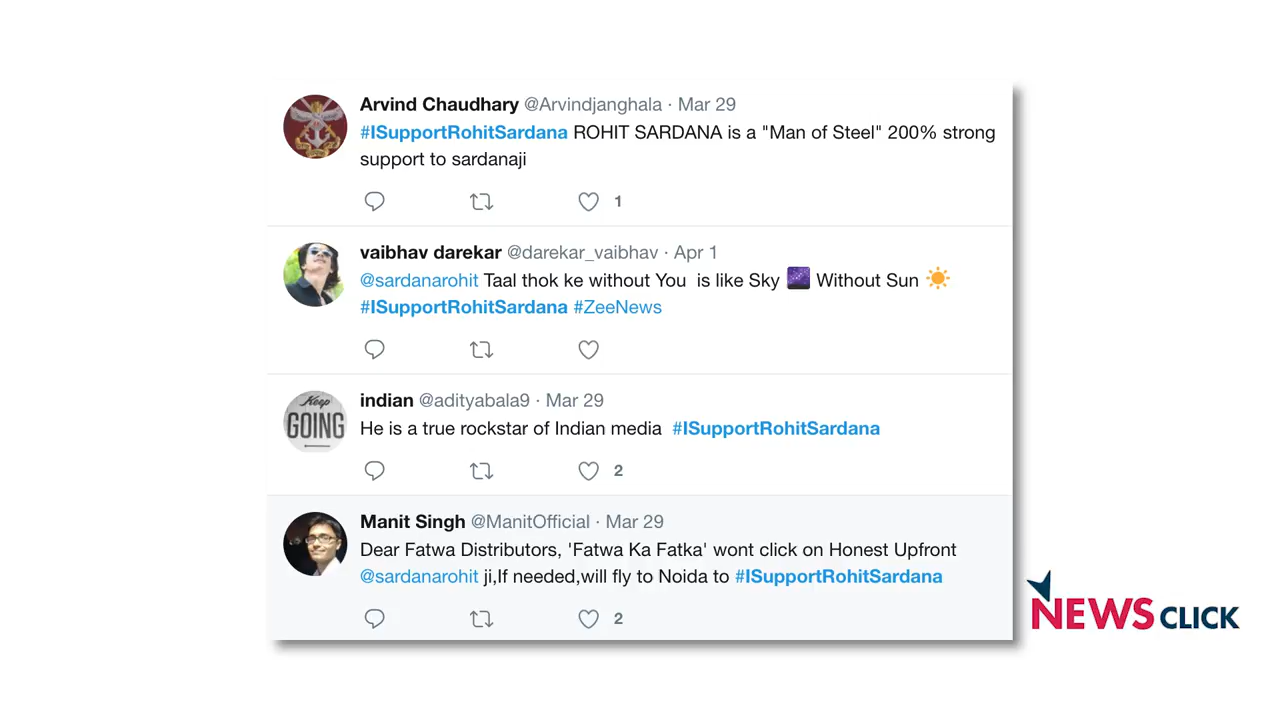 Arvind Chaudhary @Arvindjanghala · Mar 29
#ISupportRohitSardana ROHIT SARDANA is a "Man of Steel" 200% strong
support to sardanaji
1
vaibhav darekar @darekar_vaibhav · Apr 1
@sardanarohit Taal thok ke without You is like Sky 🌌 Without Sun ☀️
#ISupportRohitSardana #ZeeNews
Keep
GOING
indian @adityabala9 · Mar 29
He is a true rockstar of Indian media #ISupportRohitSardana
2
Manit Singh @ManitOfficial · Mar 29
Dear Fatwa Distributors, 'Fatwa Ka Fatka' wont click on Honest Upfront
@sardanarohit ji,If needed,will fly to Noida to #ISupportRohitSardana
2
NEWS CLICK